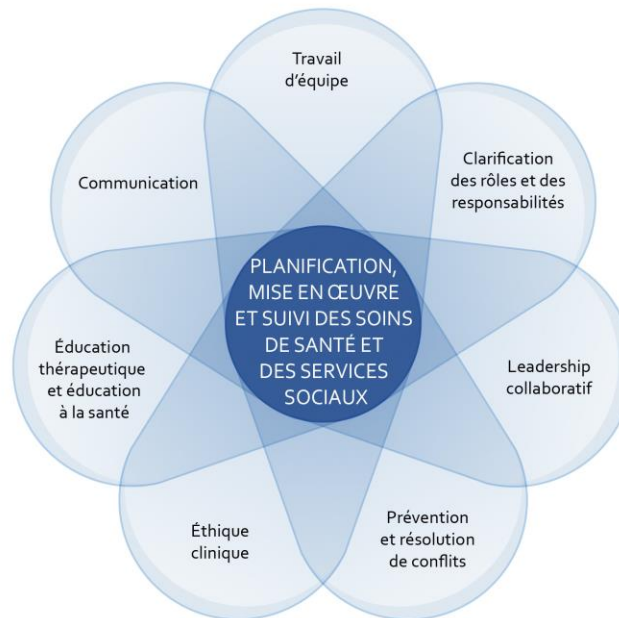 Travail
d'équipe
Clarification
des rôles et des
responsabilités
Leadership
collaboratif
Prévention
et résolution
de conflits
Éthique
clinique
Éducation
thérapeutique
et éducation
à la santé
Communication
PLANIFICATION,
MISE EN ŒUVRE
ET SUIVI DES SOINS
DE SANTÉ ET
DES SERVICES
SOCIAUX